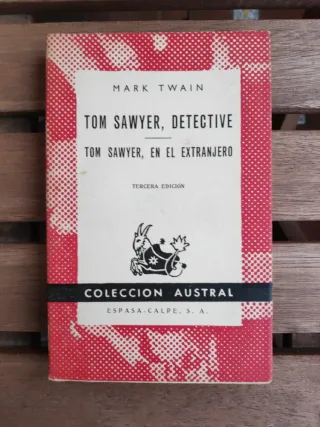 MARK TWAIN
TOM SAWYER, DETECTIVE
TOM SAWYER, EN EL EXTRANJERO
TERCERA EDICIÓN
COLECCION AUSTRAL
ESPASA-CALPE, S. A.